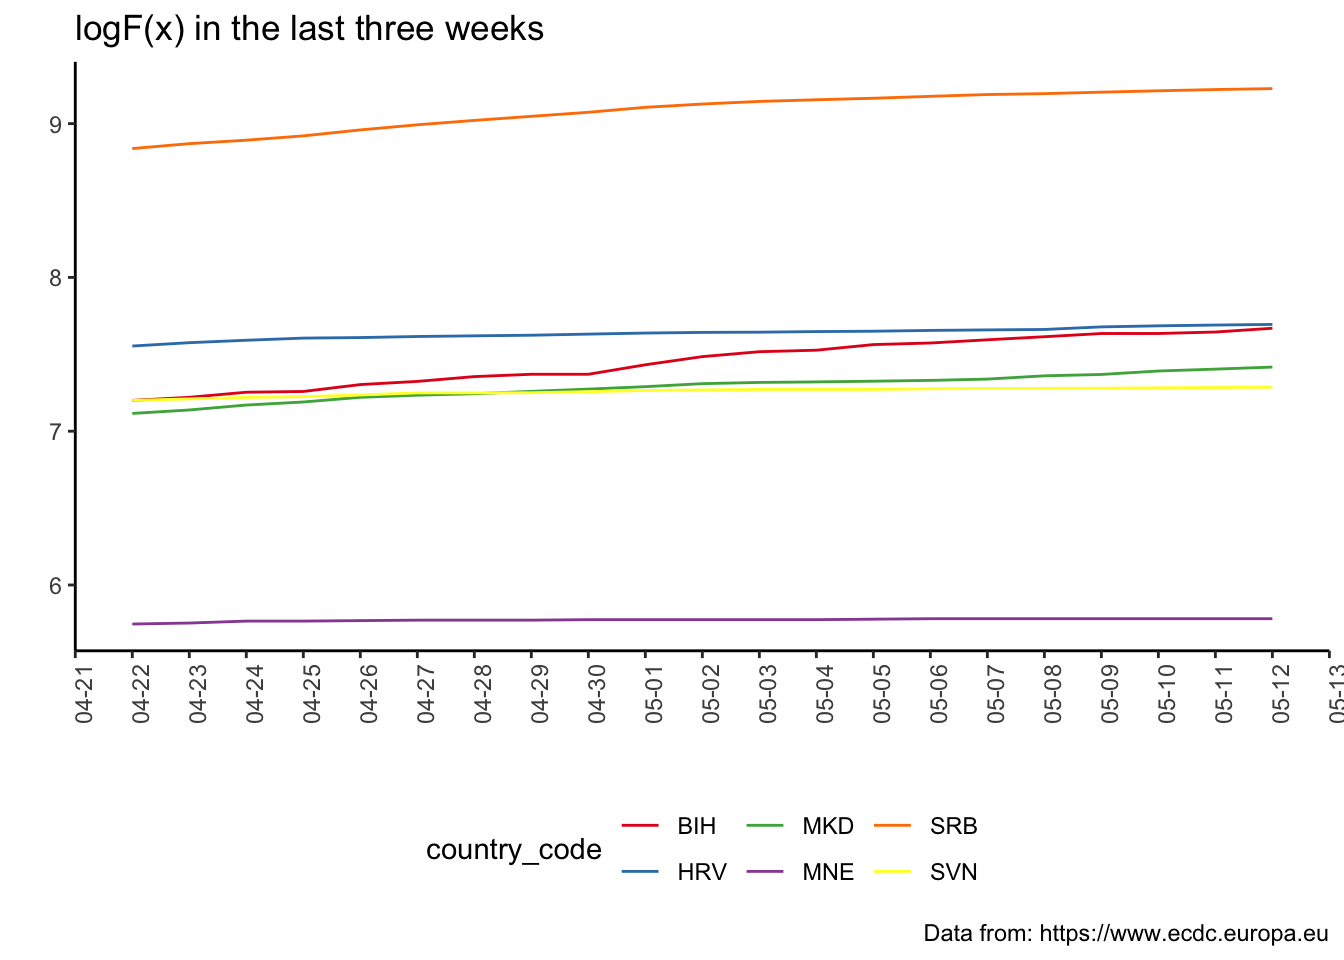 logF(x) in the last three weeks
9
8
7
6
04-21 04-22 04-23 04-24 04-25 04-26 04-27 04-28 04-29 04-30 05-01 05-02 05-03 05-04 05-05 05-06 05-07 05-08 05-09 05-10 05-11 05-12 05-13
country_code
BIH MKD SRB
HRV MNE SVN
Data from: https://www.ecdc.europa.eu